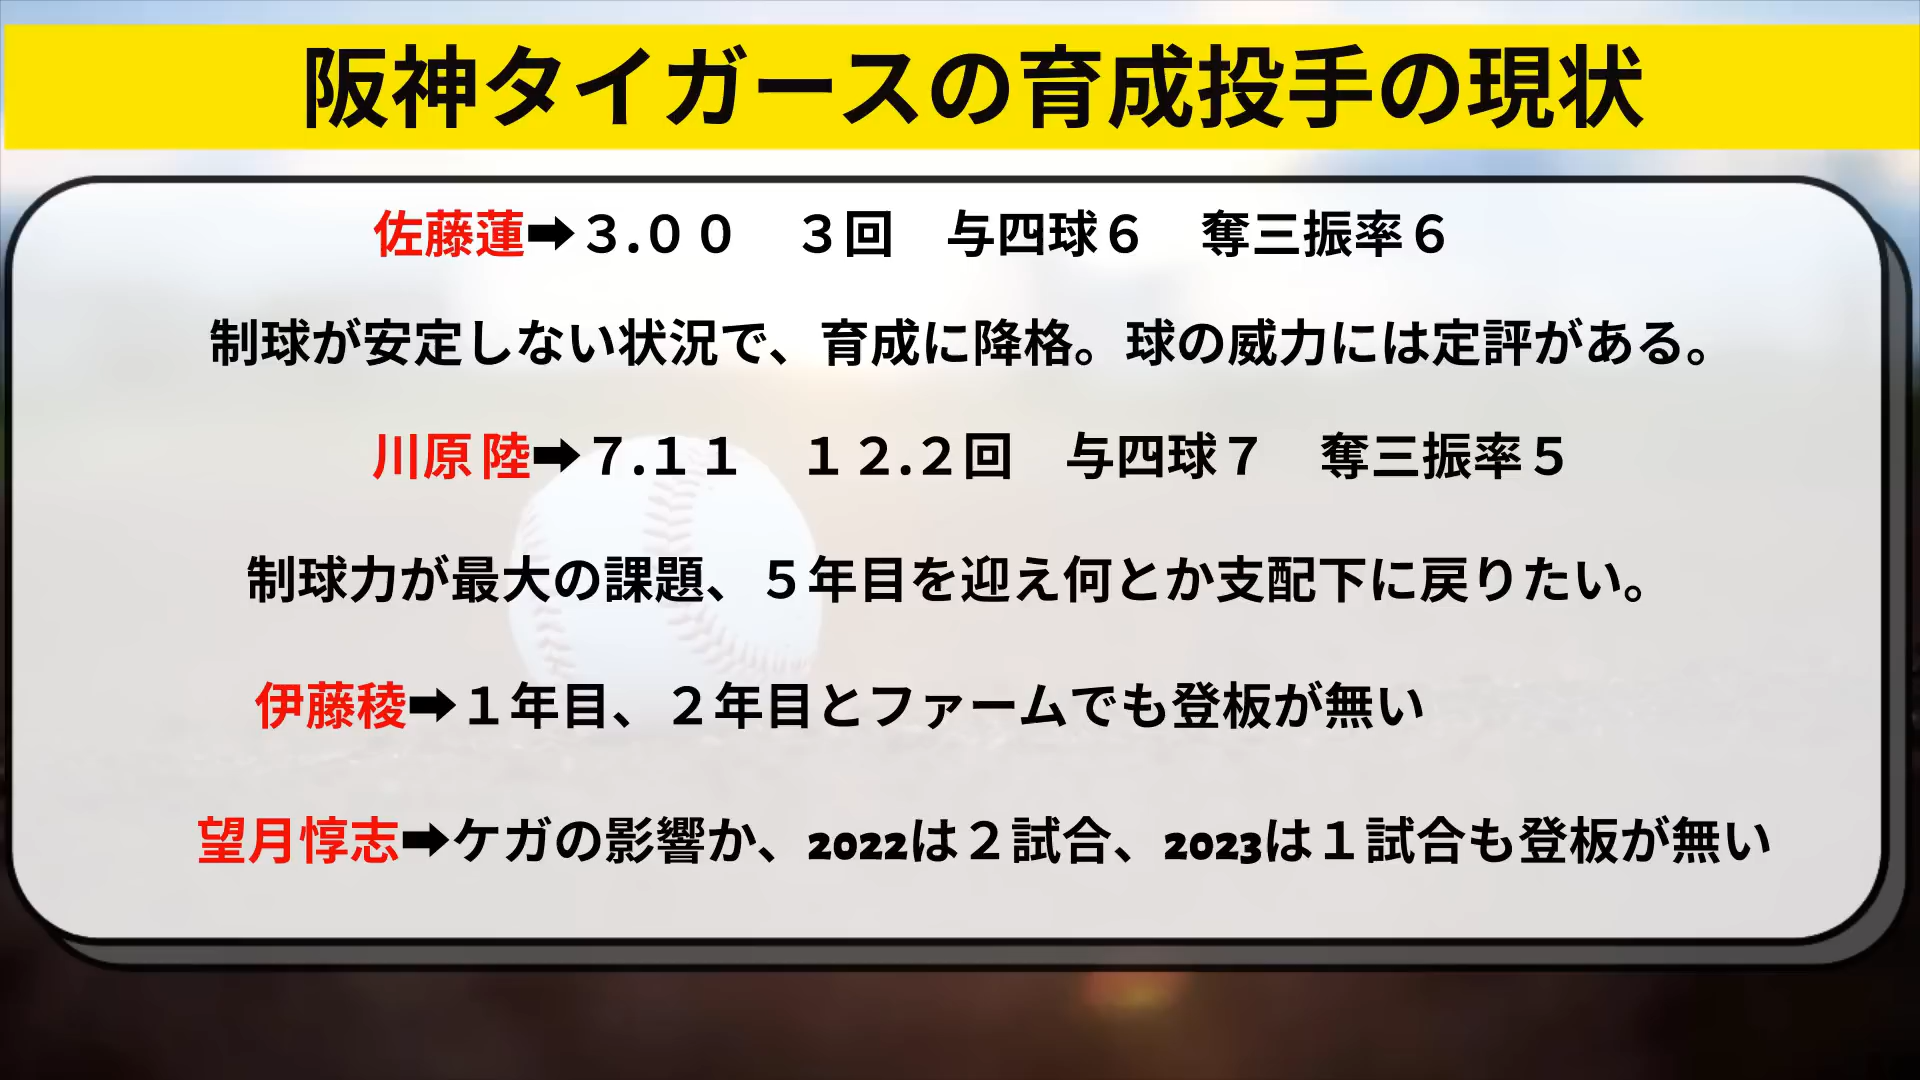 阪神タイガースの育成投手の現状
佐藤蓮➡３.００　３回　与四球６　奪三振率６
制球が安定しない状況で、育成に降格。球の威力には定評がある。
川原 陸➡７.１１　１２.２回　与四球７　奪三振率５
制球力が最大の課題、５年目を迎え何とか支配下に戻りたい。
伊藤稜➡１年目、２年目とファームでも登板が無い
望月惇志➡ケガの影響か、2022は２試合、2023は１試合も登板が無い